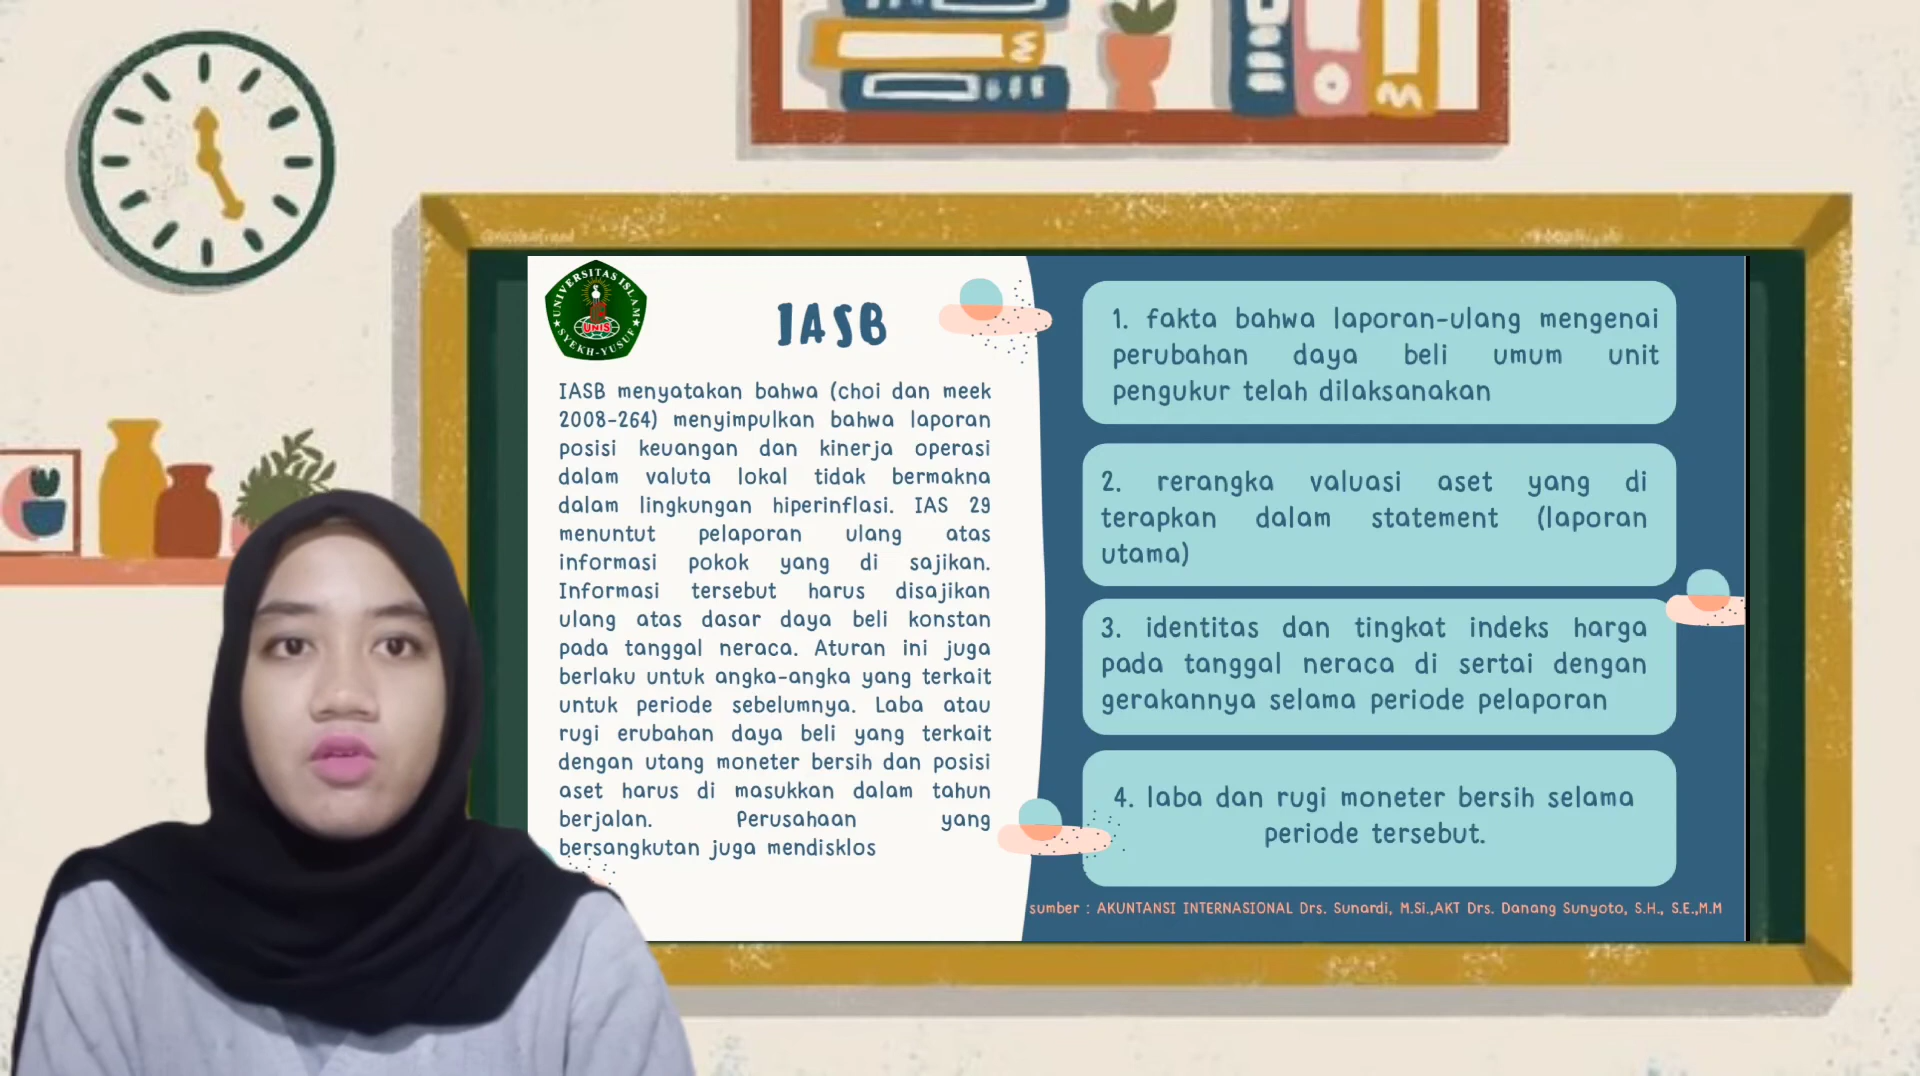 UNIVERSITAS ISLAM
UNIS
SYEKH-YUSUF
IASB
IASB menyatakan bahwa (choi dan meek
2008-264) menyimpulkan bahwa laporan
posisi keuangan dan kinerja operasi
dalam valuta lokal tidak bermakna
dalam lingkungan hiperinflasi. IAS 29
menuntut pelaporan ulang atas
informasi pokok yang di sajikan.
Informasi tersebut harus disajikan
ulang atas dasar daya beli konstan
pada tanggal neraca. Aturan ini juga
berlaku untuk angka-angka yang terkait
untuk periode sebelumnya. Laba atau
rugi erubahan daya beli yang terkait
dengan utang moneter bersih dan posisi
aset harus di masukkan dalam tahun
berjalan. Perusahaan yang
bersangkutan juga mendisklos
1. fakta bahwa laporan-ulang mengenai
perubahan daya beli umum unit
pengukur telah dilaksanakan
2. rerangka valuasi aset yang di
terapkan dalam statement (laporan
utama)
3. identitas dan tingkat indeks harga
pada tanggal neraca di sertai dengan
gerakannya selama periode pelaporan
4. laba dan rugi moneter bersih selama
periode tersebut.
sumber : AKUNTANSI INTERNASIONAL Drs. Sunardi, M.Si.,AKT Drs. Danang Sunyoto, S.H., S.E.,M.M